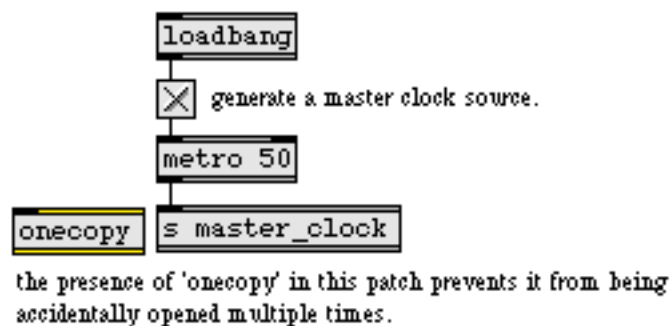 loadbang
generate a master clock source.
metro 50
onecopy
s master_clock
the presence of 'onecopy' in this patch prevents it from being
accidentally opened multiple times.